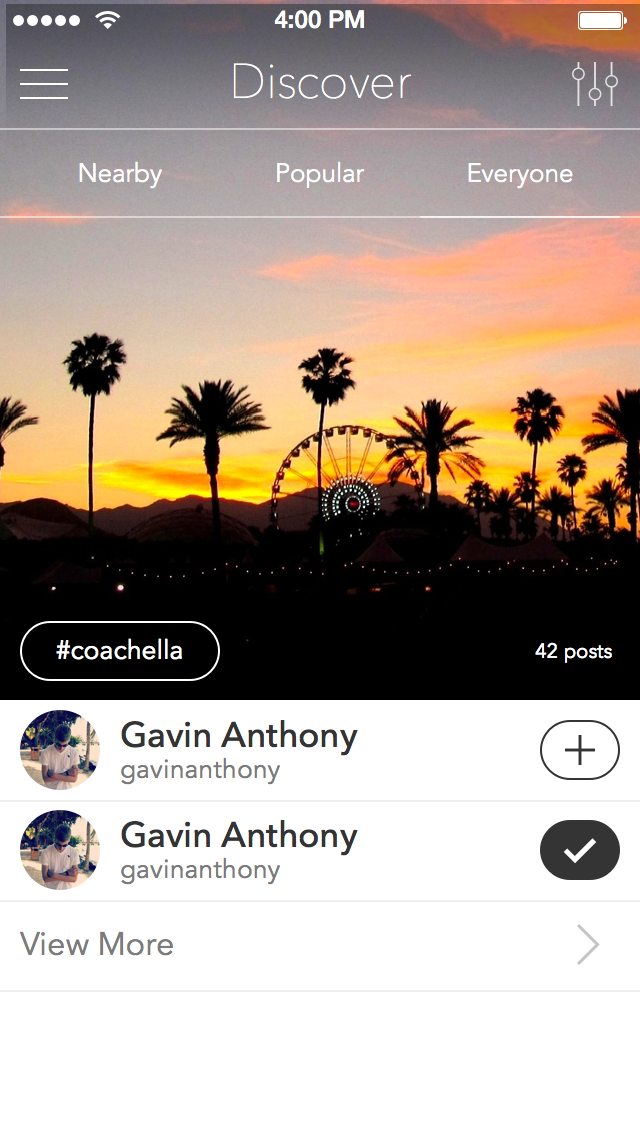 4:00 PM
Discover
Nearby Popular Everyone
#coachella 42 posts
Gavin Anthony
gavinanthony
Gavin Anthony
gavinanthony
View More